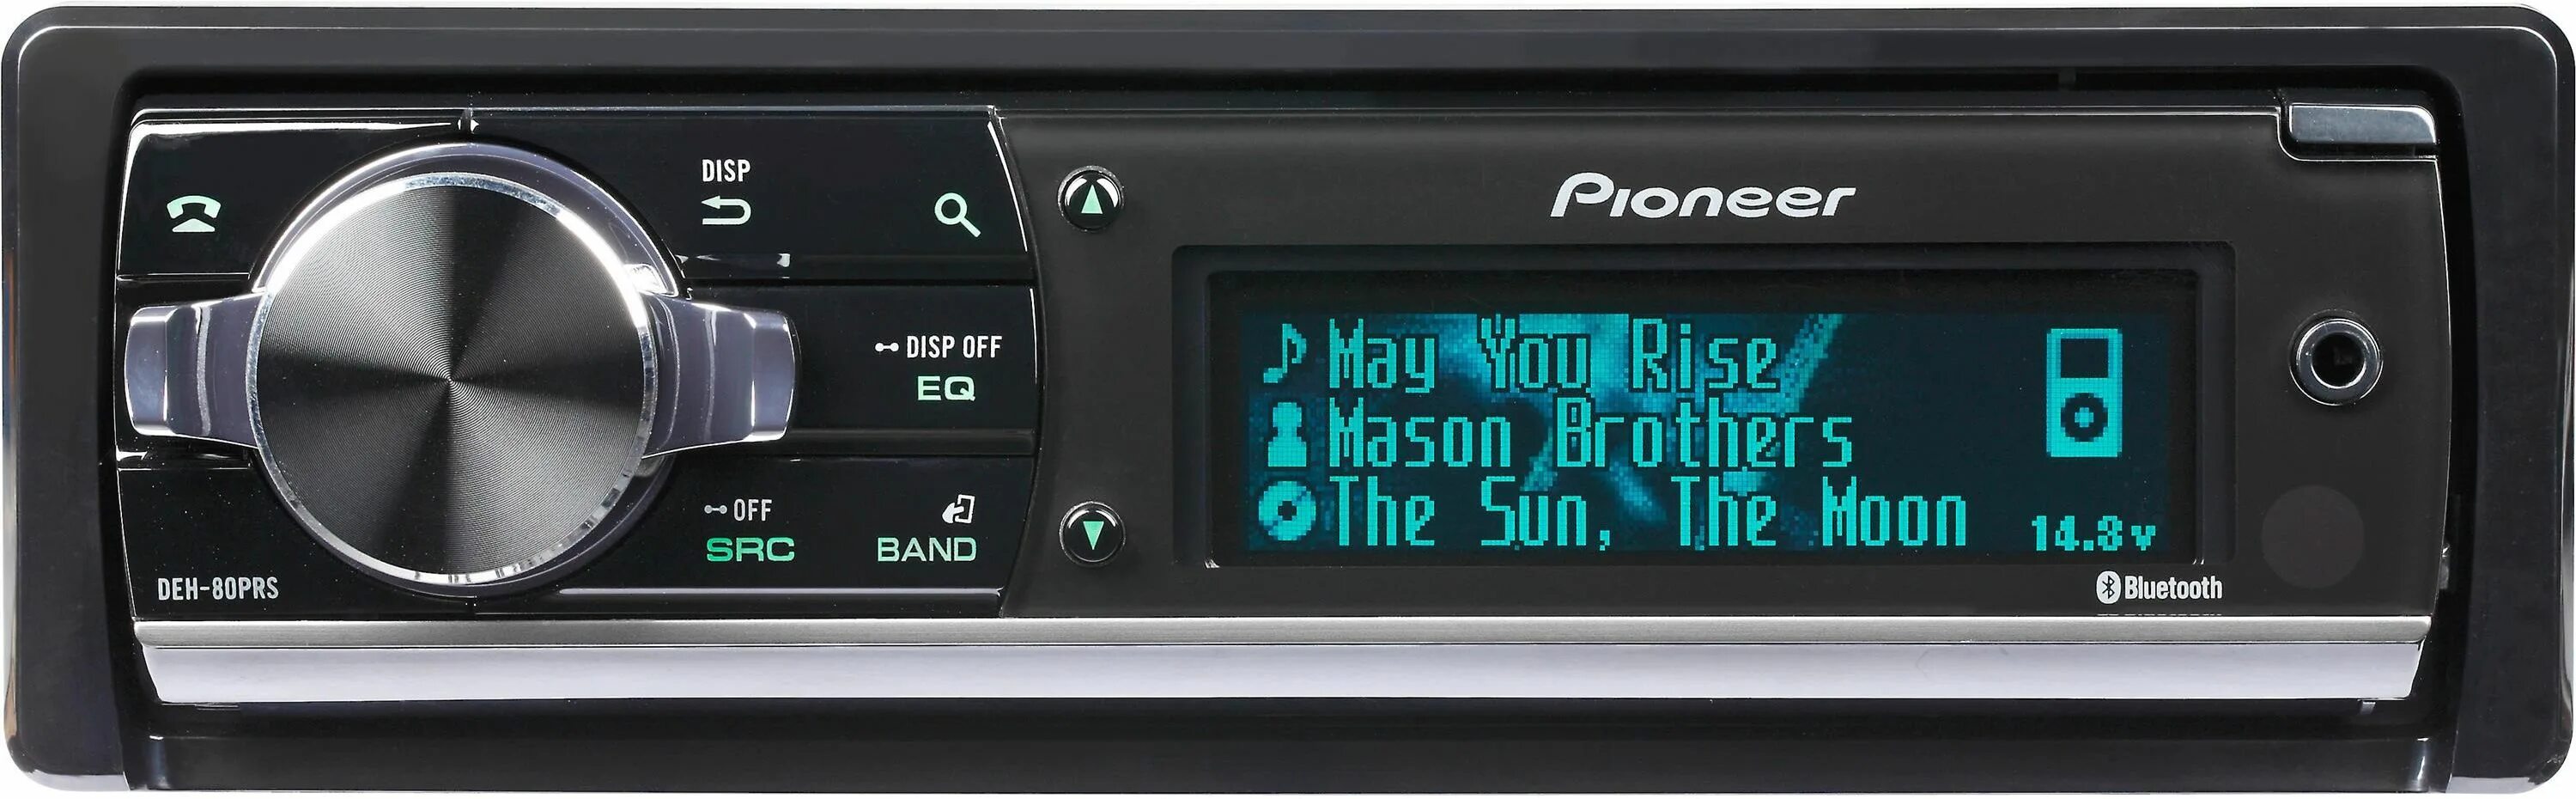 DISP
Pioneer
DISP OFF
EQ
May You Rise
Mason Brothers
The Sun, The Moon
14.3v
OFF
SRC
BAND
DEH-80PRS
Bluetooth